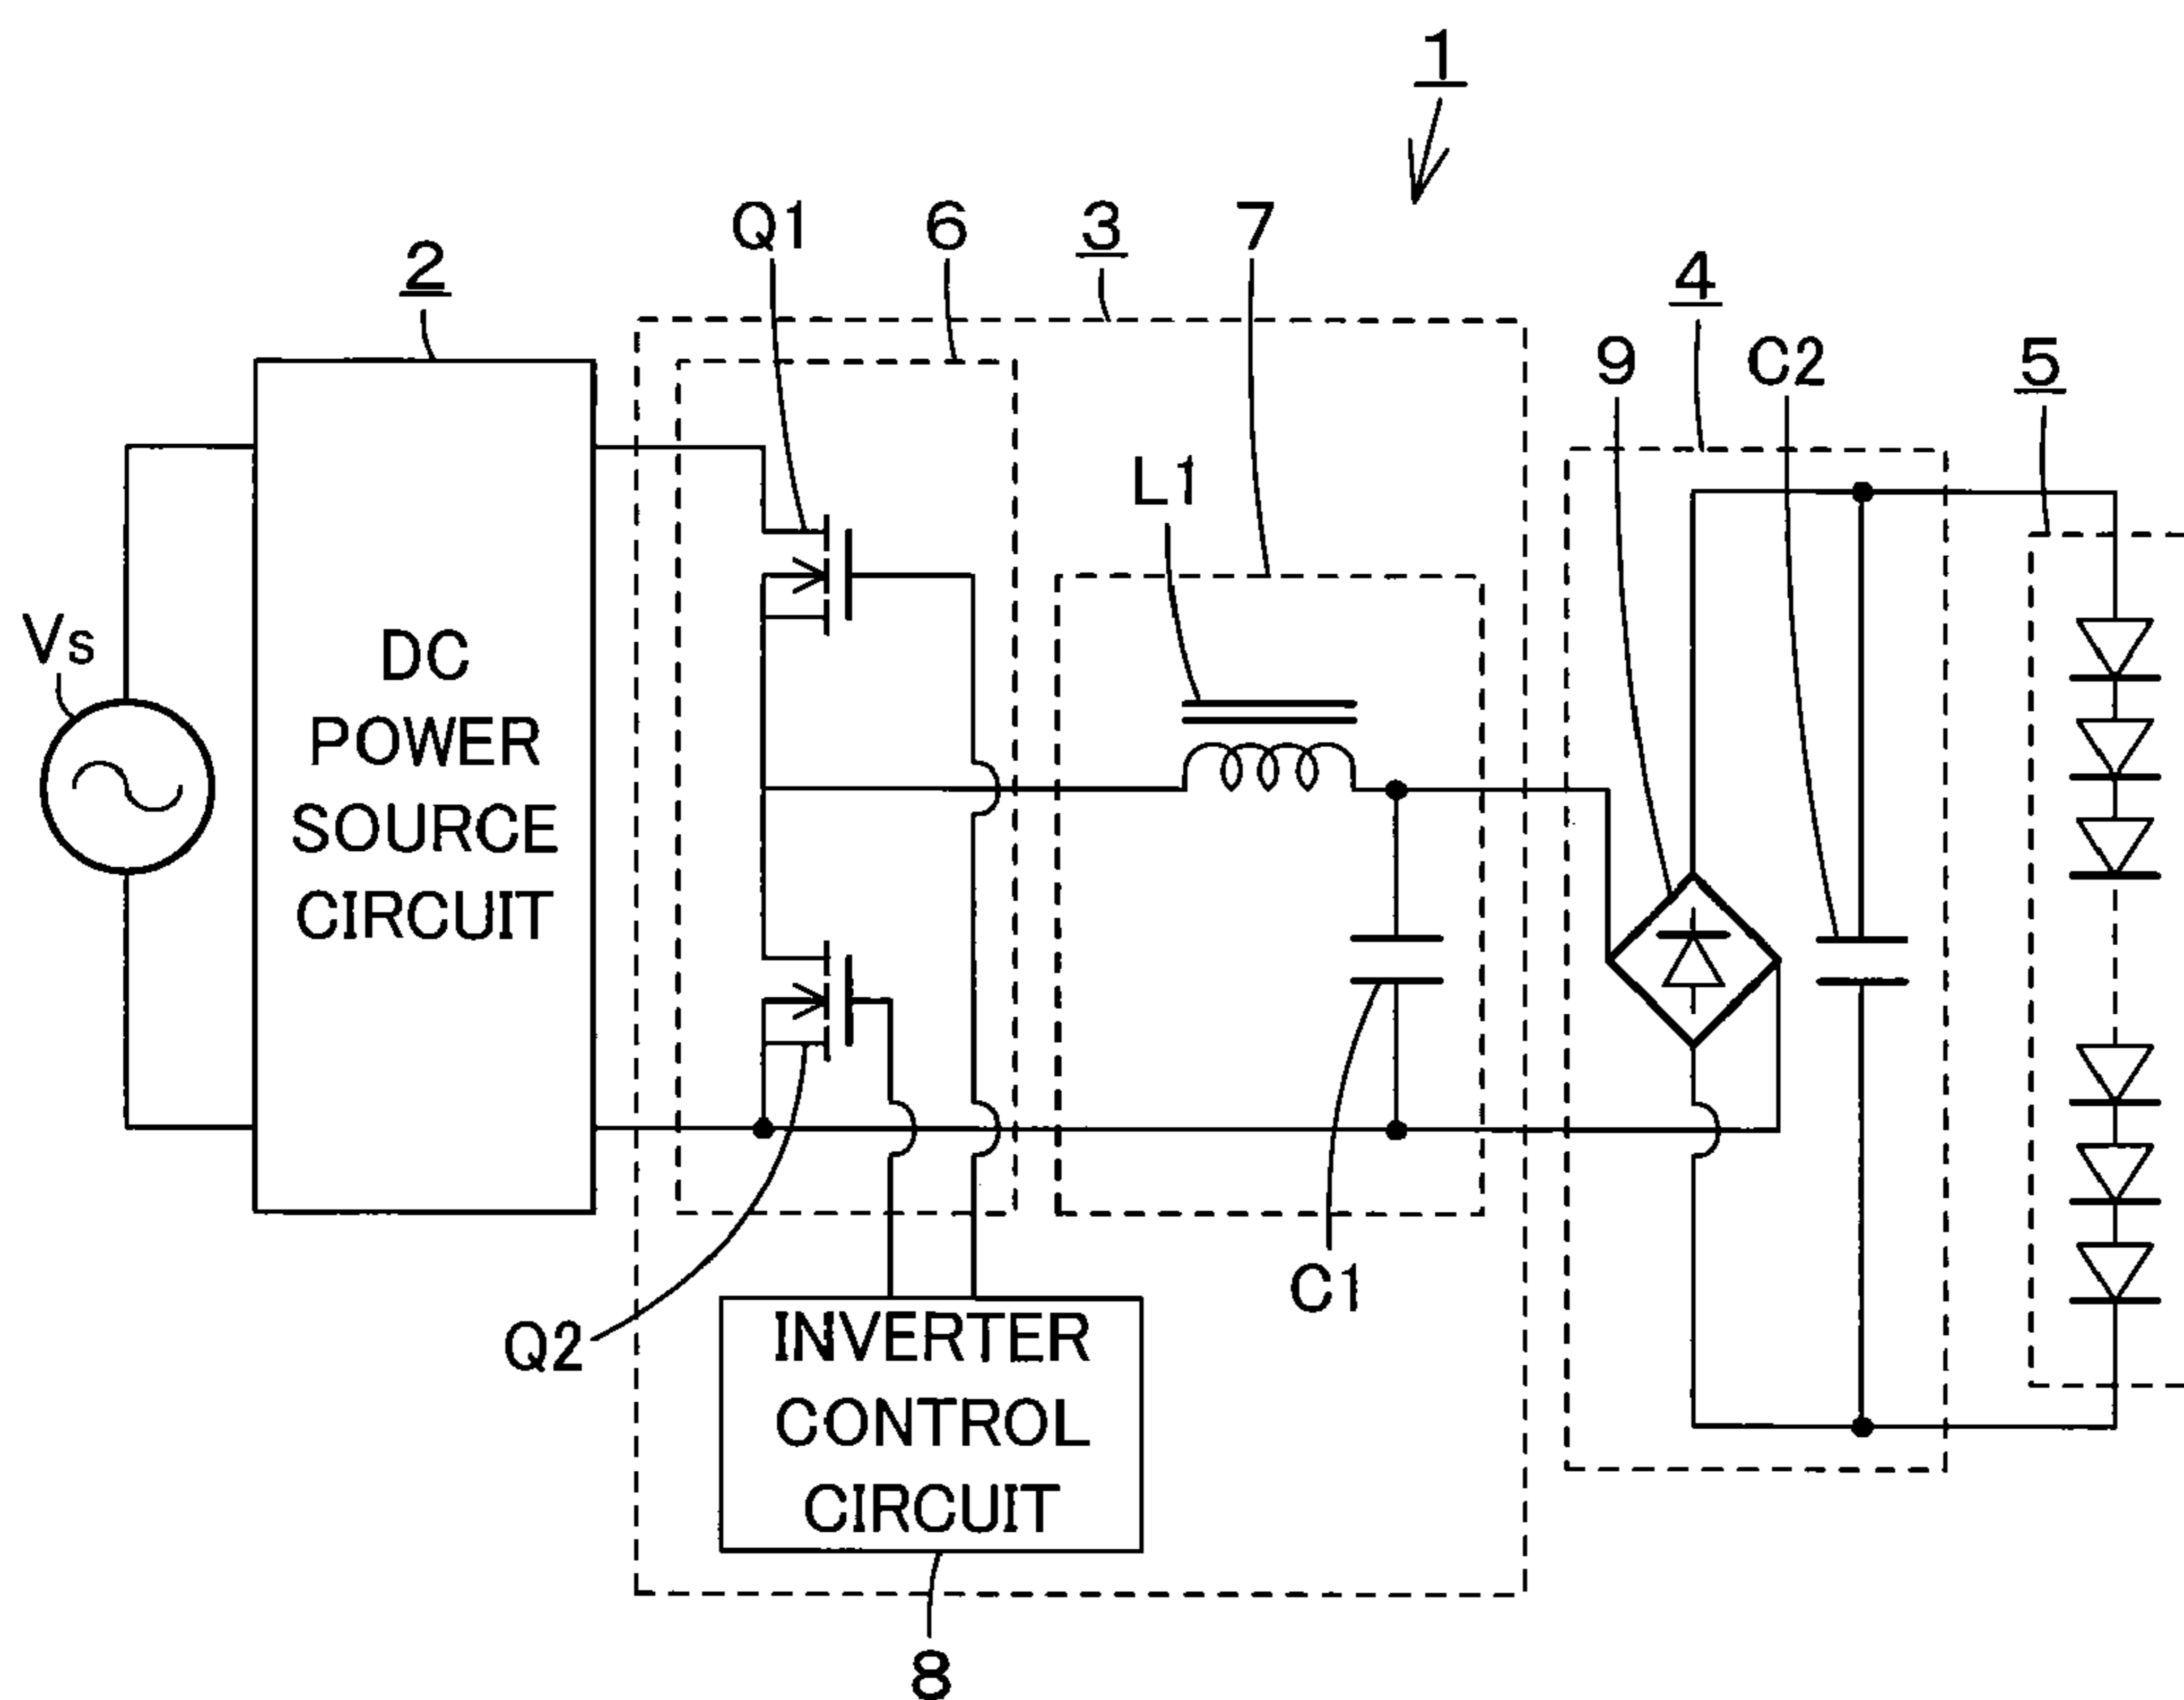 1
Q1
6
3
7
2
4
9
C2
5
L1
Vs
DC
POWER
SOURCE
CIRCUIT
C1
Q2
INVERTER
CONTROL
CIRCUIT
8